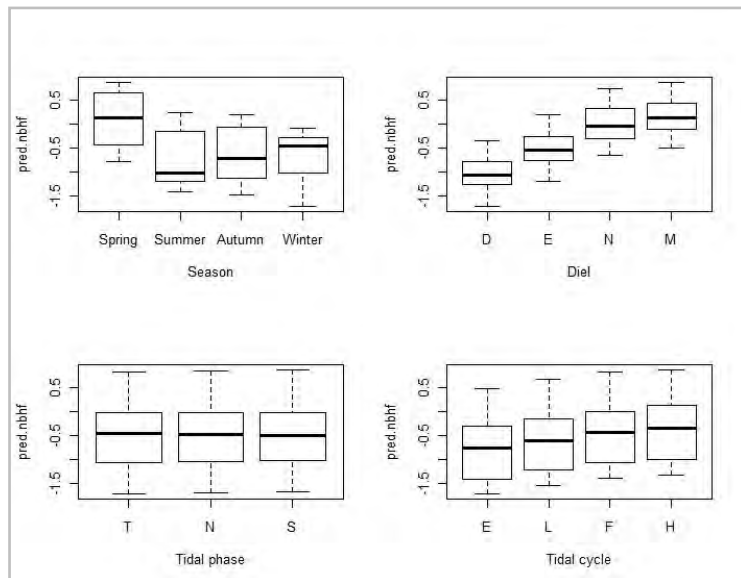 pred.nbhf
0.5
-0.5
-1.5
Spring Summer Autumn Winter
Season
pred.nbhf
0.5
-0.5
-1.5
D E N M
Diel
pred.nbhf
0.5
-0.5
-1.5
T N S
Tidal phase
pred.nbhf
0.5
-0.5
-1.5
E L F H
Tidal cycle